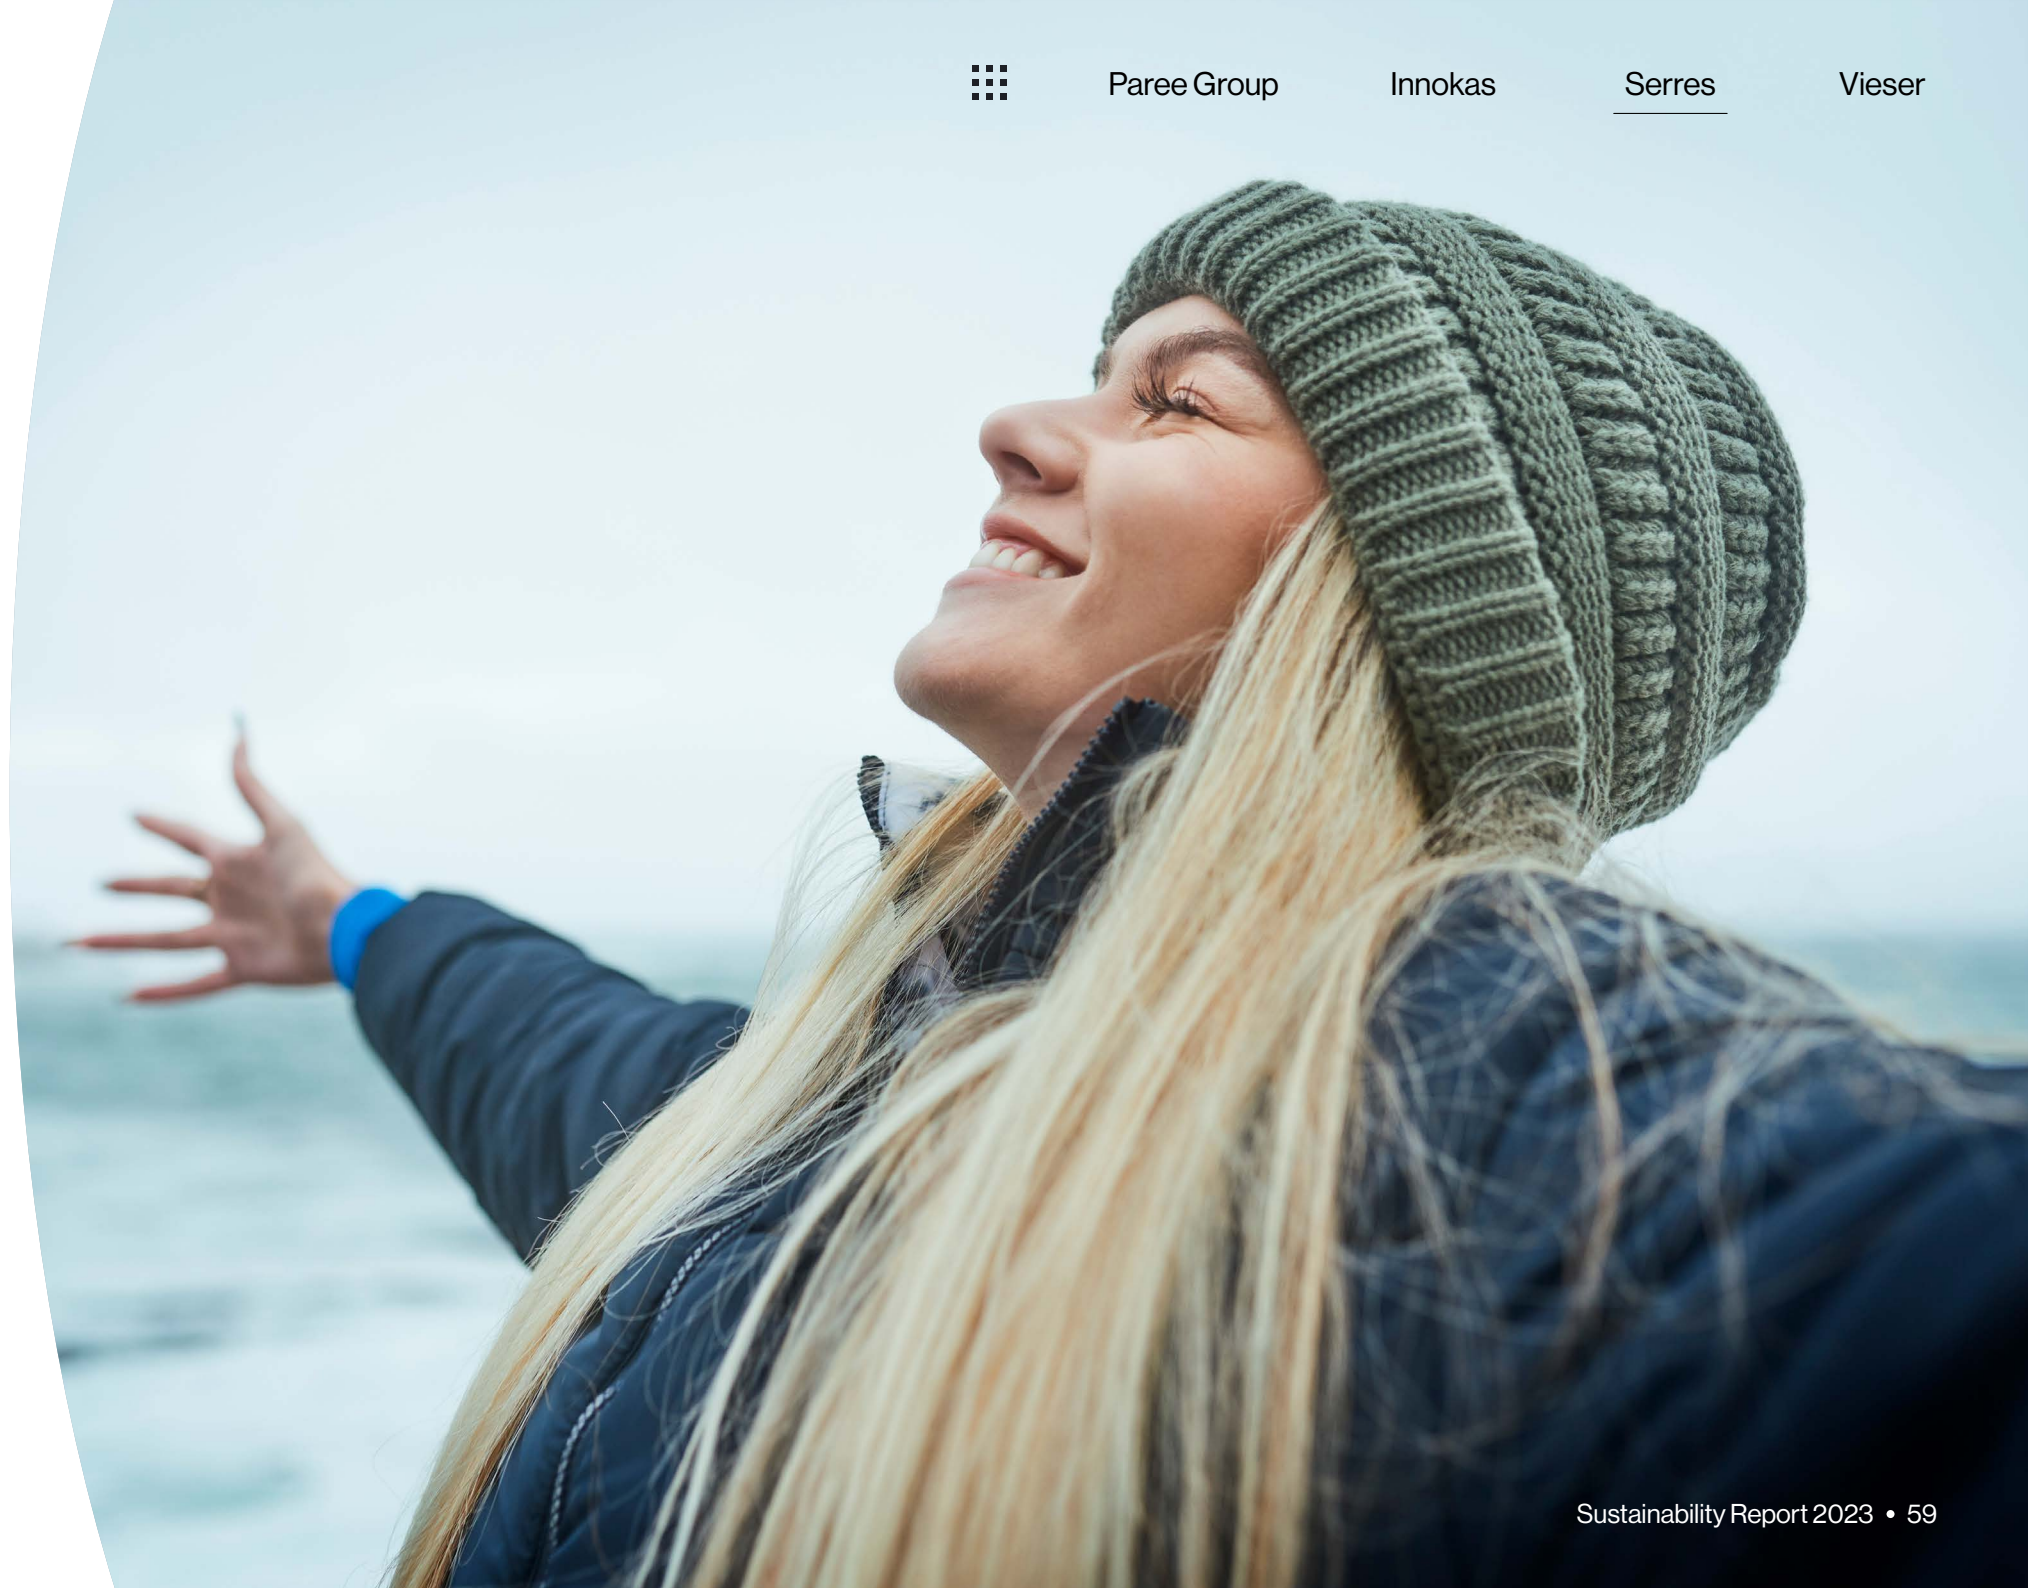 Paree Group Innokas Serres Vieser
Sustainability Report 2023 • 59